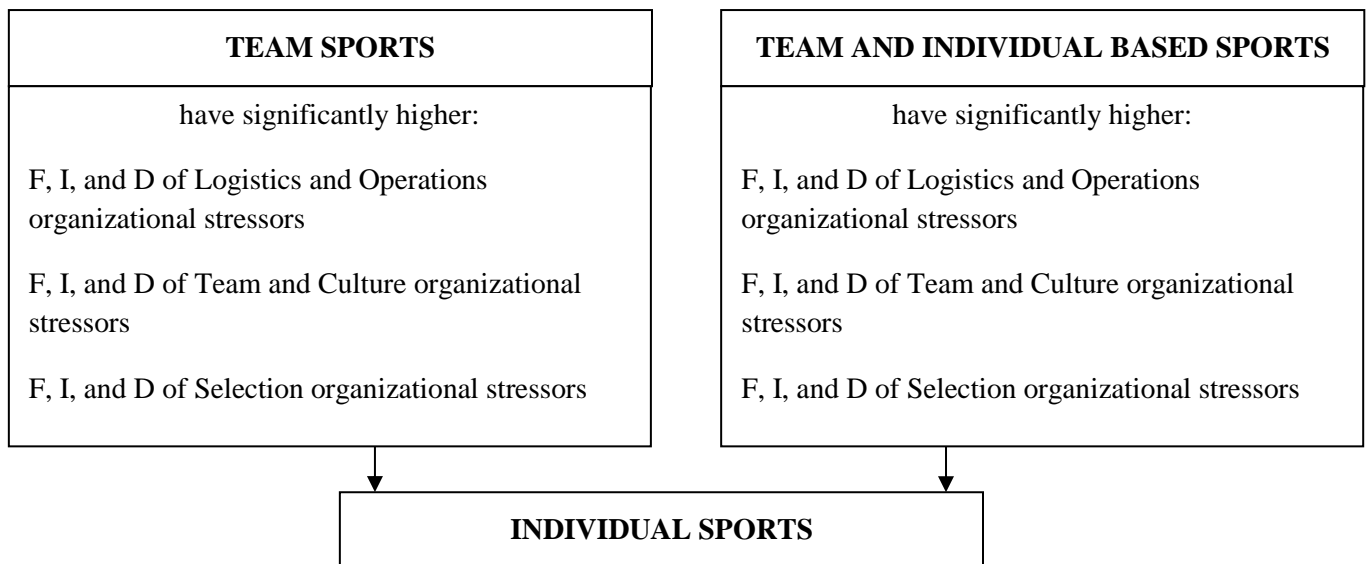 TEAM SPORTS
have significantly higher:
F, I, and D of Logistics and Operations
organizational stressors
F, I, and D of Team and Culture organizational
stressors
F, I, and D of Selection organizational stressors
TEAM AND INDIVIDUAL BASED SPORTS
have significantly higher:
F, I, and D of Logistics and Operations
organizational stressors
F, I, and D of Team and Culture organizational
stressors
F, I, and D of Selection organizational stressors
INDIVIDUAL SPORTS